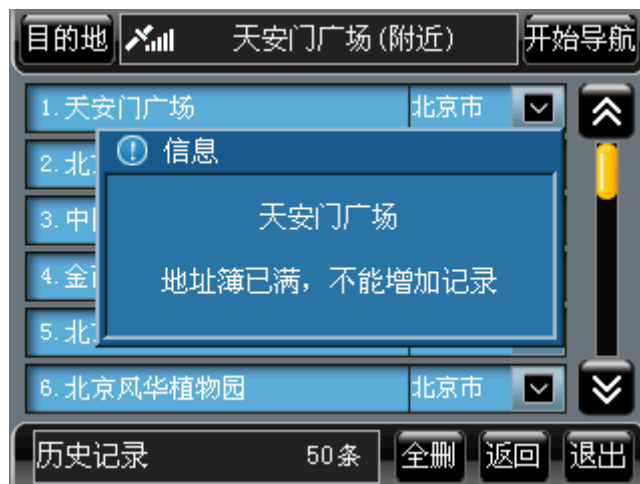 目的地 天安门广场(附近) 开始导航
1.天安门广场 北京市
信息
2.北
天安门广场
3.中
地址簿已满，不能增加记录
4.金
5.北
6.北京风华植物园 北京市
历史记录 50条 全删 返回 退出